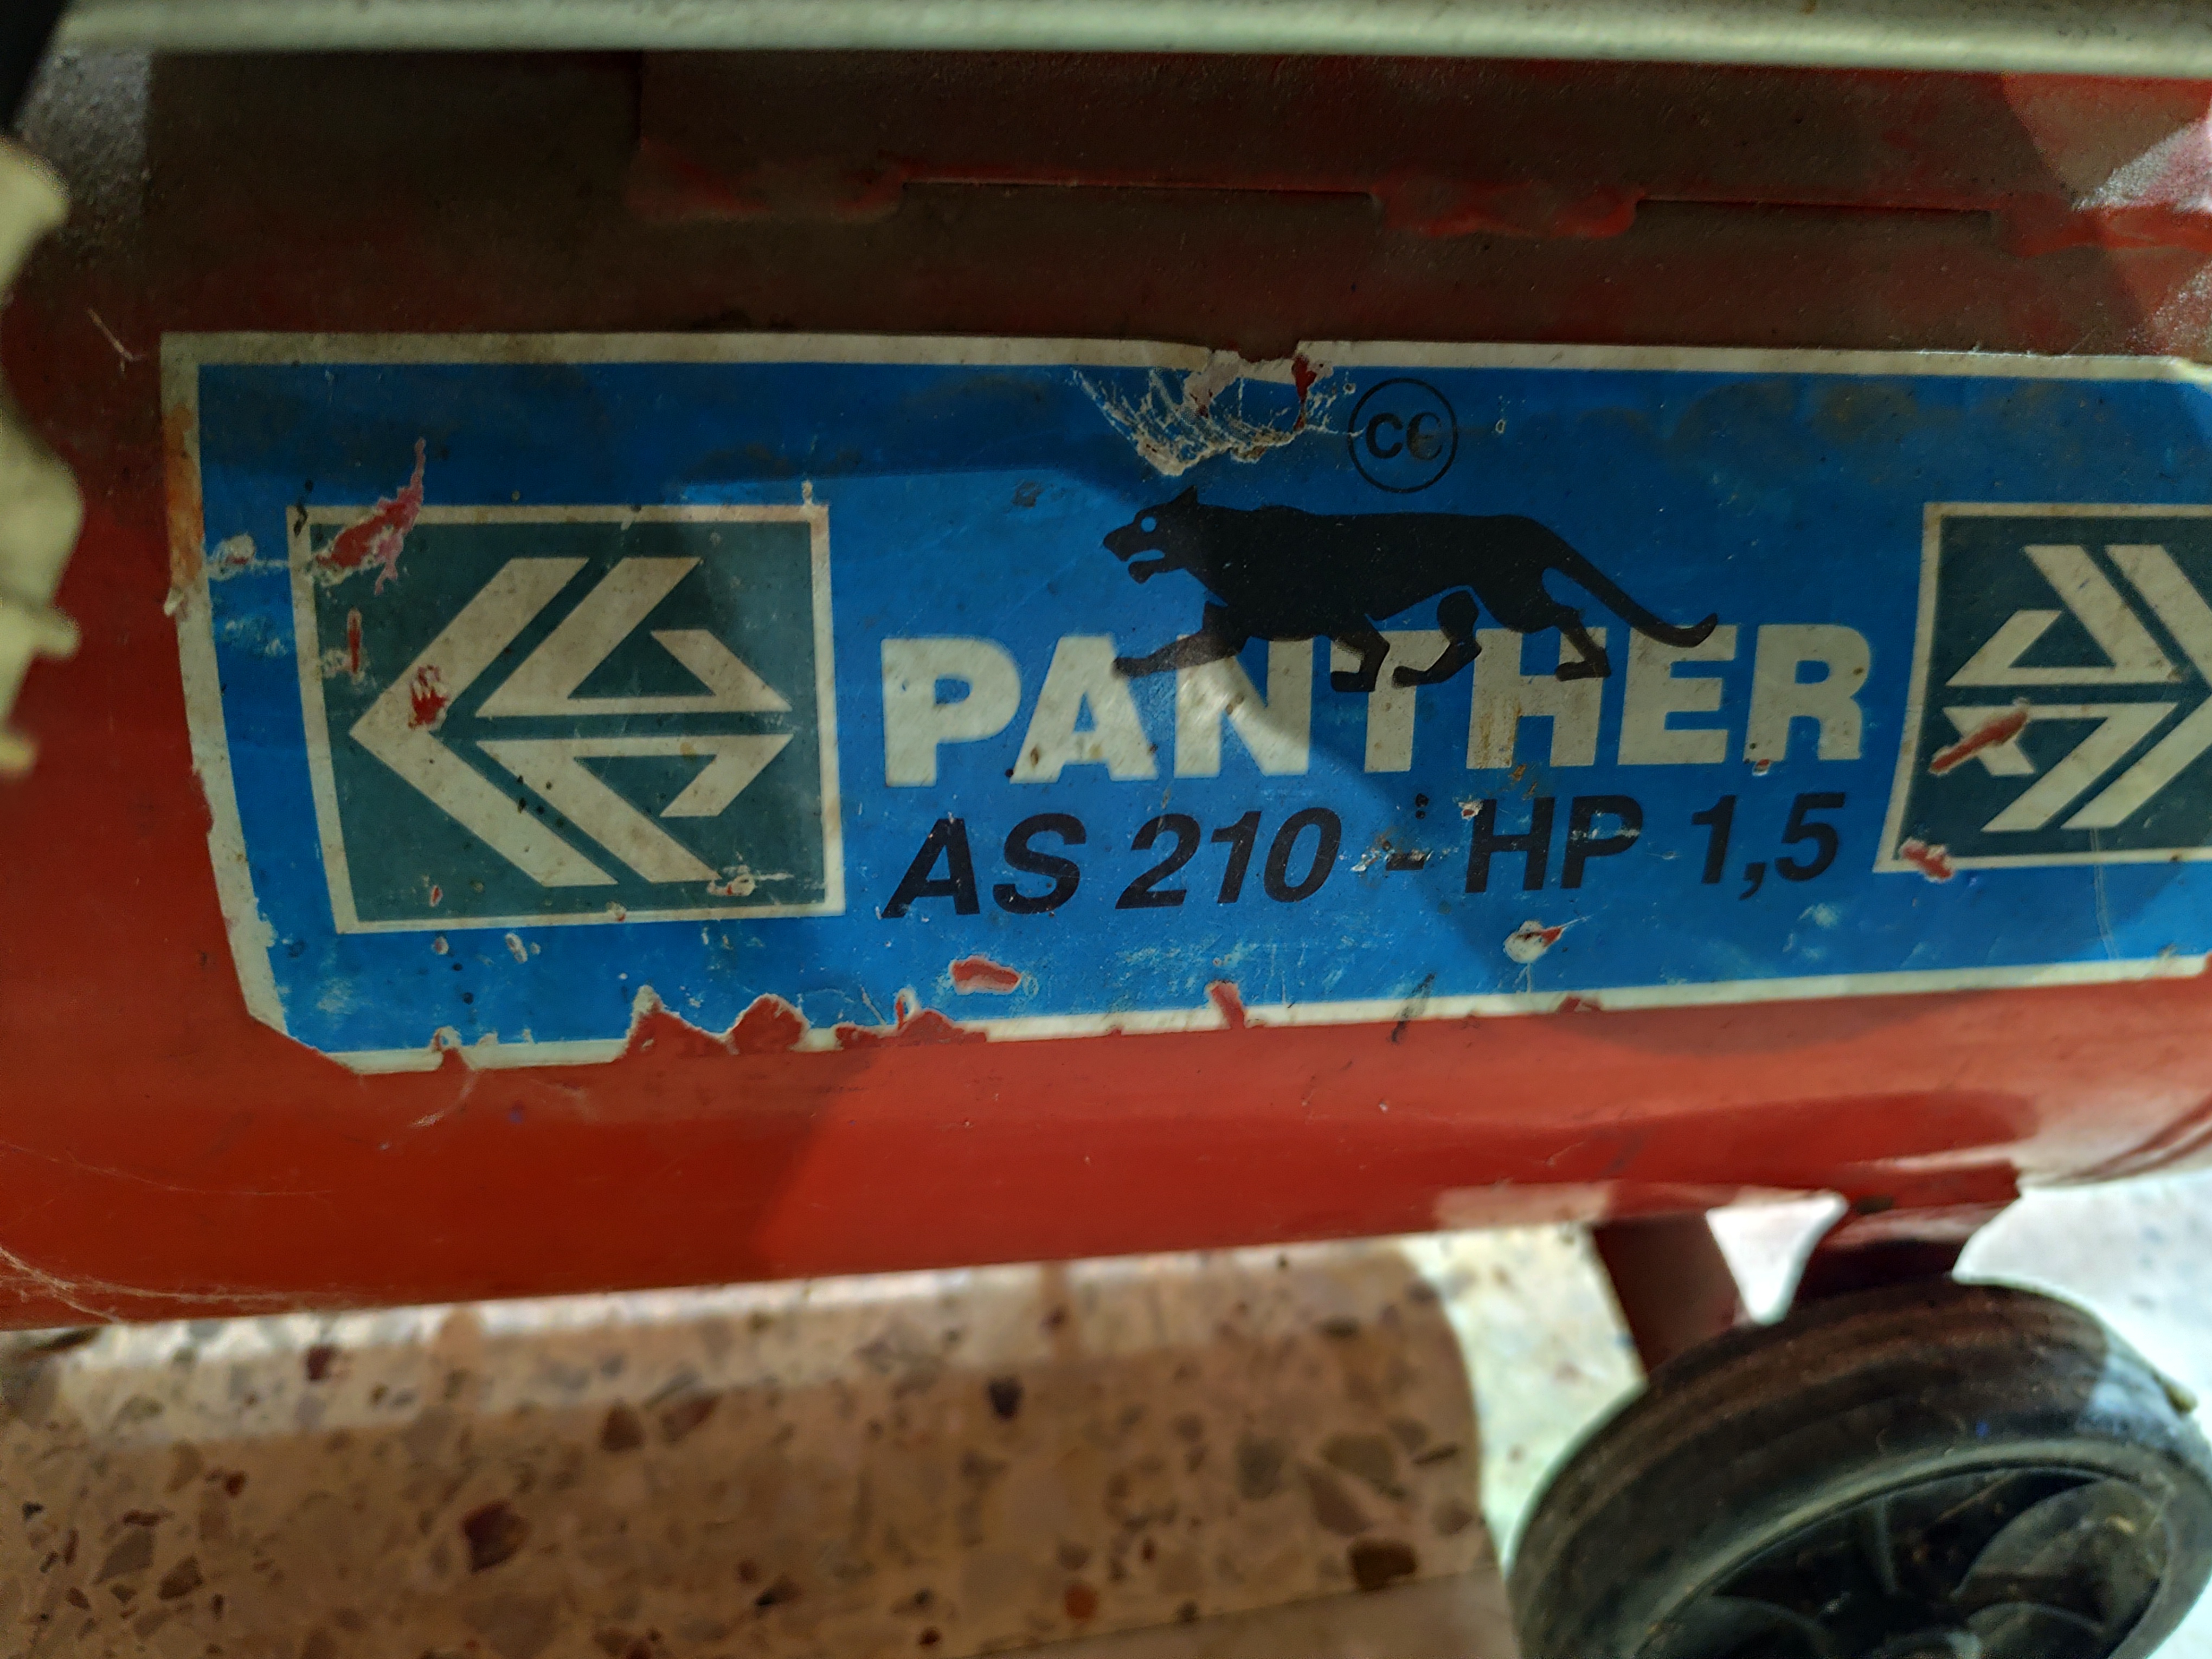 CE
PANTHER
AS 210 - HP 1,5